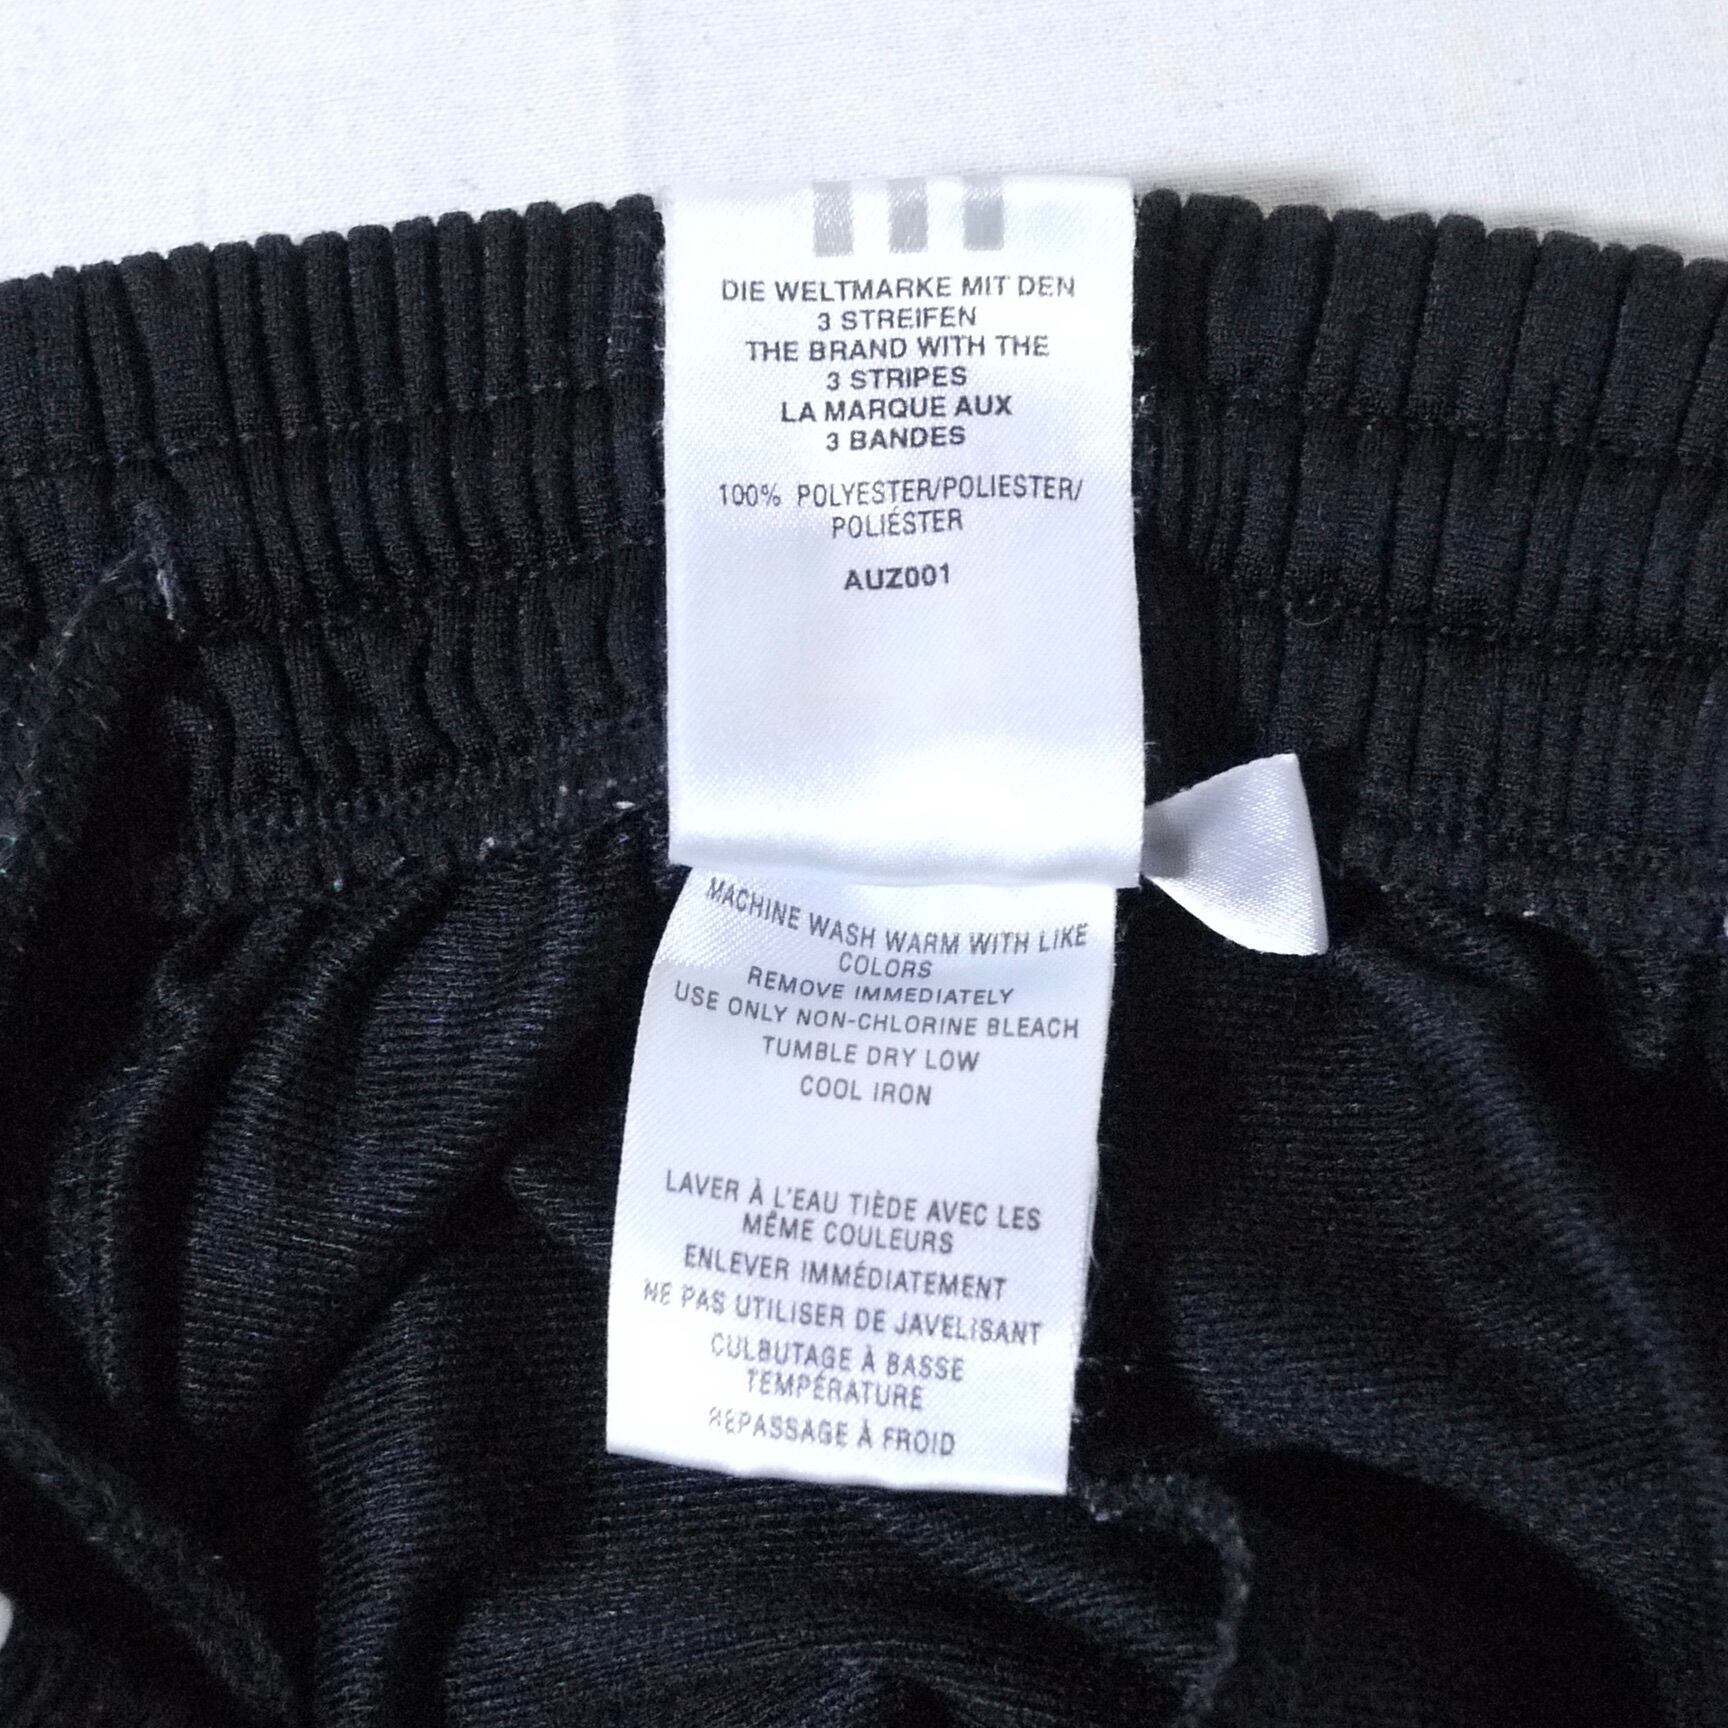 DIE WELTMARKE MIT DEN
3 STREIFEN
THE BRAND WITH THE
3 STRIPES
LA MARQUE AUX
3 BANDES
100% POLYESTER/POLIESTER/
POLIÉSTER
AUZ001
MACHINE WASH WARM WITH LIKE
COLORS
REMOVE IMMEDIATELY
USE ONLY NON-CHLORINE BLEACH
TUMBLE DRY LOW
COOL IRON
LAVER À L'EAU TIÈDE AVEC LES
MÊME COULEURS
ENLEVER IMMÉDIATEMENT
NE PAS UTILISER DE JAVELISANT
CULBUTAGE À BASSE
TEMPÉRATURE
REPASSAGE À FROID